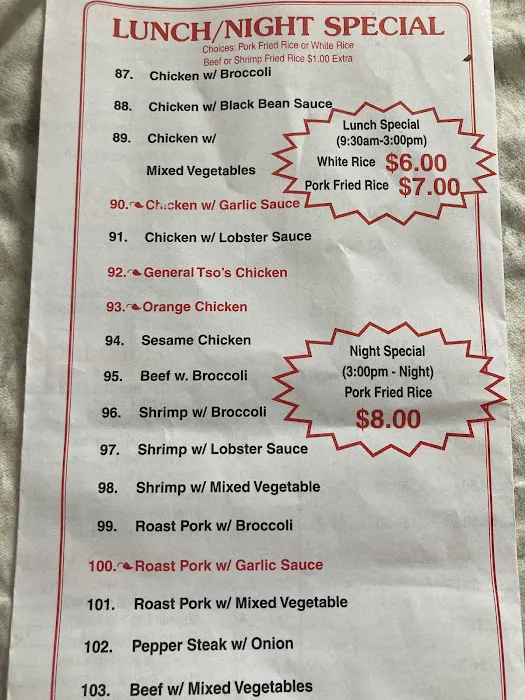 LUNCH/NIGHT SPECIAL
Choices: Pork Fried Rice or White Rice
Beef or Shrimp Fried Rice $1.00 Extra
87. Chicken w/ Broccoli
88. Chicken w/ Black Bean Sauce
89. Chicken w/
Mixed Vegetables
Lunch Special
(9:30am-3:00pm)
White Rice $6.00
Pork Fried Rice $7.00
90. Chicken w/ Garlic Sauce
91. Chicken w/ Lobster Sauce
92. General Tso's Chicken
93. Orange Chicken
94. Sesame Chicken
95. Beef w. Broccoli
96. Shrimp w/ Broccoli
Night Special
(3:00pm - Night)
Pork Fried Rice
$8.00
97. Shrimp w/ Lobster Sauce
98. Shrimp w/ Mixed Vegetable
99. Roast Pork w/ Broccoli
100. Roast Pork w/ Garlic Sauce
101. Roast Pork w/ Mixed Vegetable
102. Pepper Steak w/ Onion
103. Beef w/ Mixed Vegetables